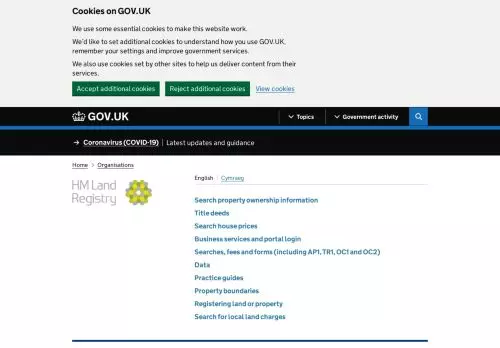 Cookies on GOV.UK
We use some essential cookies to make this website work.
We'd like to set additional cookies to understand how you use GOV.UK,
remember your settings and improve government services.
We also use cookies set by other sites to help us deliver content from their
services.
Accept additional cookies Reject additional cookies View cookies
GOV.UK Topics Government activity
→ Coronavirus (COVID-19) Latest updates and guidance
Home > Organisations
HM Land
Registry
English Cymraeg
Search property ownership information
Title deeds
Search house prices
Business services and portal login
Searches, fees and forms (including AP1, TR1, OC1 and OC2)
Data
Practice guides
Property boundaries
Registering land or property
Search for local land charges